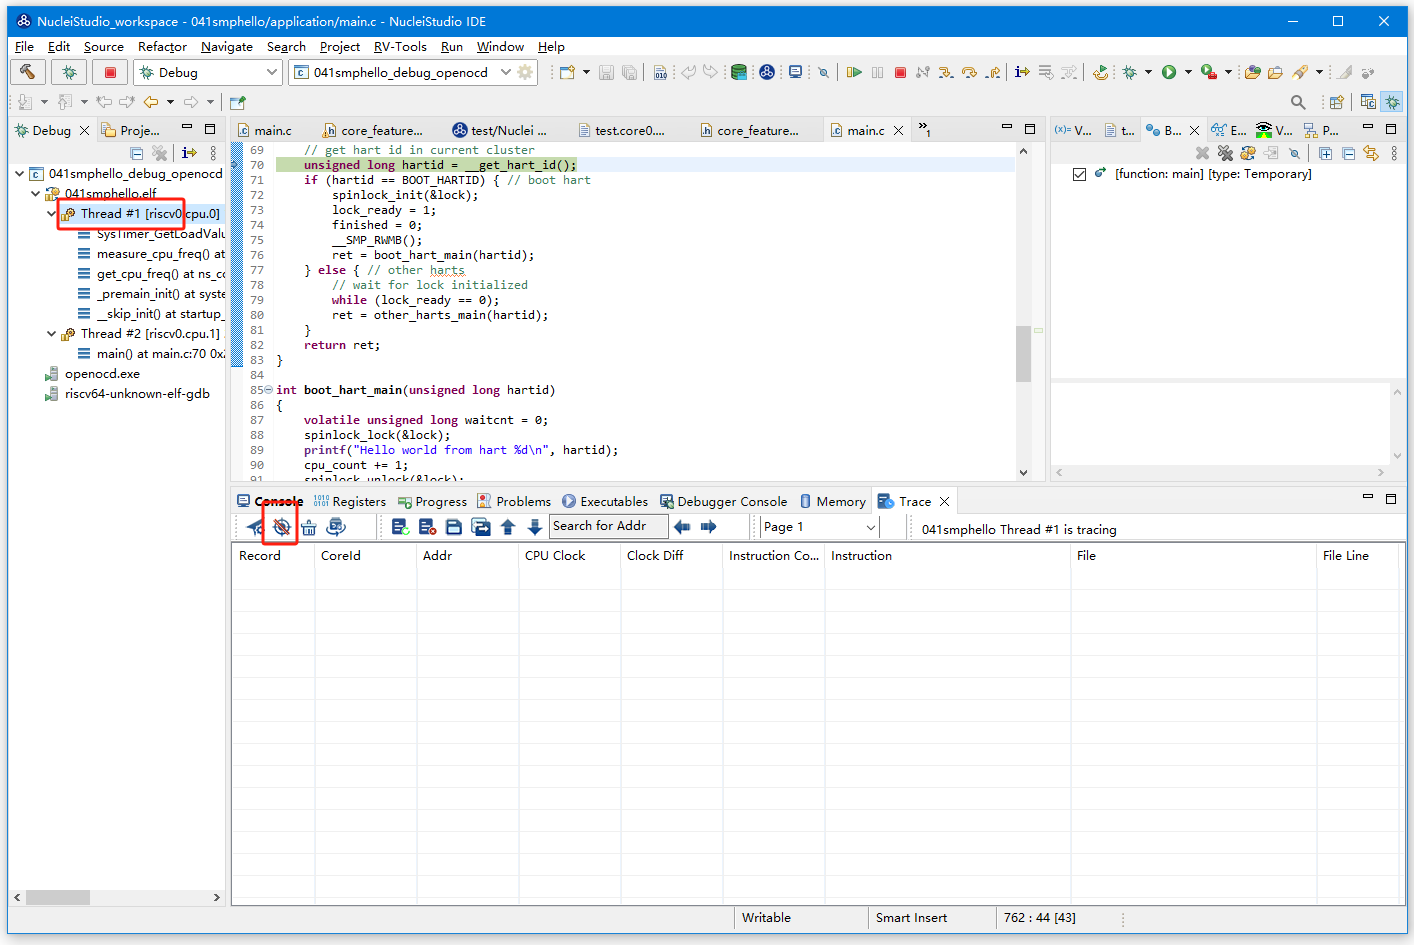 NucleiStudio_workspace - 041smphello/application/main.c - NucleiStudio IDE
File Edit Source Refactor Navigate Search Project RV-Tools Run Window Help
Debug
041smphello_debug_openocd
Debug
Proje...
main.c
core_feature...
test/Nuclei ...
test.core0....
core_feature...
main.c
1
V...
t...
B...
E...
V...
P...
041smphello_debug_openocd
041smphello.elf
Thread #1 [riscv0.cpu.0]
SysTimer_GetLoadValu
measure_cpu_freq() at
get_cpu_freq() at ns_co
_premain_init() at syste
__skip_init() at startup_
Thread #2 [riscv0.cpu.1]
main() at main.c:70 0x
openocd.exe
riscv64-unknown-elf-gdb
69 // get hart id in current cluster
70 unsigned long hartid = __get_hart_id();
71 if (hartid == BOOT_HARTID) { // boot hart
72 spinlock_init(&lock);
73 lock_ready = 1;
74 finished = 0;
75 __SMP_RWMB();
76 ret = boot_hart_main(hartid);
77 } else { // other harts
78 // wait for lock initialized
79 while (lock_ready == 0);
80 ret = other_harts_main(hartid);
81 }
82 return ret;
83 }
84
85 int boot_hart_main(unsigned long hartid)
86 {
87 volatile unsigned long waitcnt = 0;
88 spinlock_lock(&lock);
89 printf("Hello world from hart %d\n", hartid);
90 cpu_count += 1;
91 spinlock_unlock(&lock);
[function: main] [type: Temporary]
Console
Registers
Progress
Problems
Executables
Debugger Console
Memory
Trace
Search for Addr
Page 1
041smphello Thread #1 is tracing
Record CoreId Addr CPU Clock Clock Diff Instruction Co... Instruction File File Line
Writable
Smart Insert
762 : 44 [43]